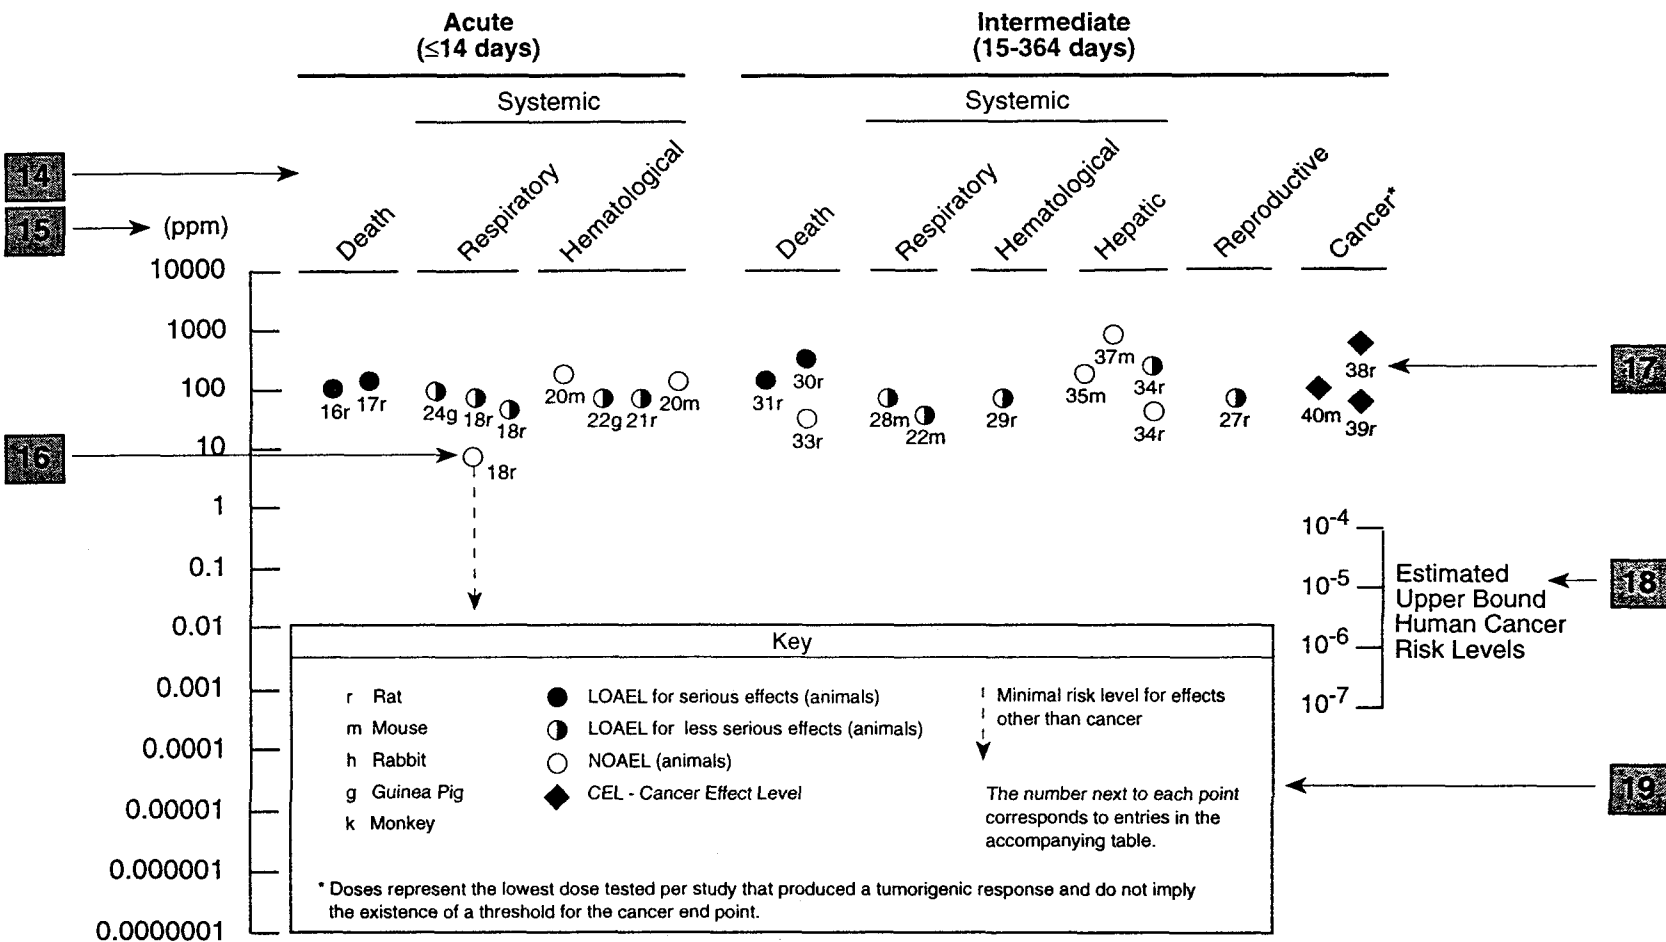 Acute
(≤14 days)
Intermediate
(15-364 days)
Systemic
Systemic
14
15
(ppm)
Death
Respiratory
Hematological
Death
Respiratory
Hematological
Hepatic
Reproductive
Cancer*
10000
1000
100
10
1
0.1
0.01
0.001
0.0001
0.00001
0.000001
0.0000001
16r
17r
24g
18r
18r
18r
20m
22g
21r
20m
31r
30r
33r
28m
22m
29r
35m
37m
34r
34r
27r
40m
38r
39r
16
17
10-4
10-5
10-6
10-7
Estimated
Upper Bound
Human Cancer
Risk Levels
18
19
Key
r Rat
m Mouse
h Rabbit
g Guinea Pig
k Monkey
LOAEL for serious effects (animals)
LOAEL for less serious effects (animals)
NOAEL (animals)
CEL - Cancer Effect Level
Minimal risk level for effects
other than cancer
The number next to each point
corresponds to entries in the
accompanying table.
* Doses represent the lowest dose tested per study that produced a tumorigenic response and do not imply
the existence of a threshold for the cancer end point.